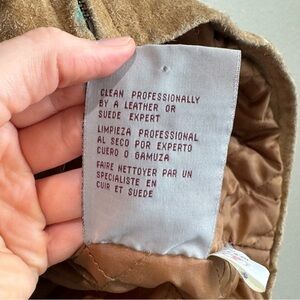 CLEAN PROFESSIONALLY
BY A LEATHER OR
SUEDE EXPERT
LIMPIEZA PROFESSIONAL
AL SECO POR EXPERTO
CUERO O GAMUZA
FAIRE NETTOYER PAR UN
SPECIALISTE EN
CUIR ET SUEDE